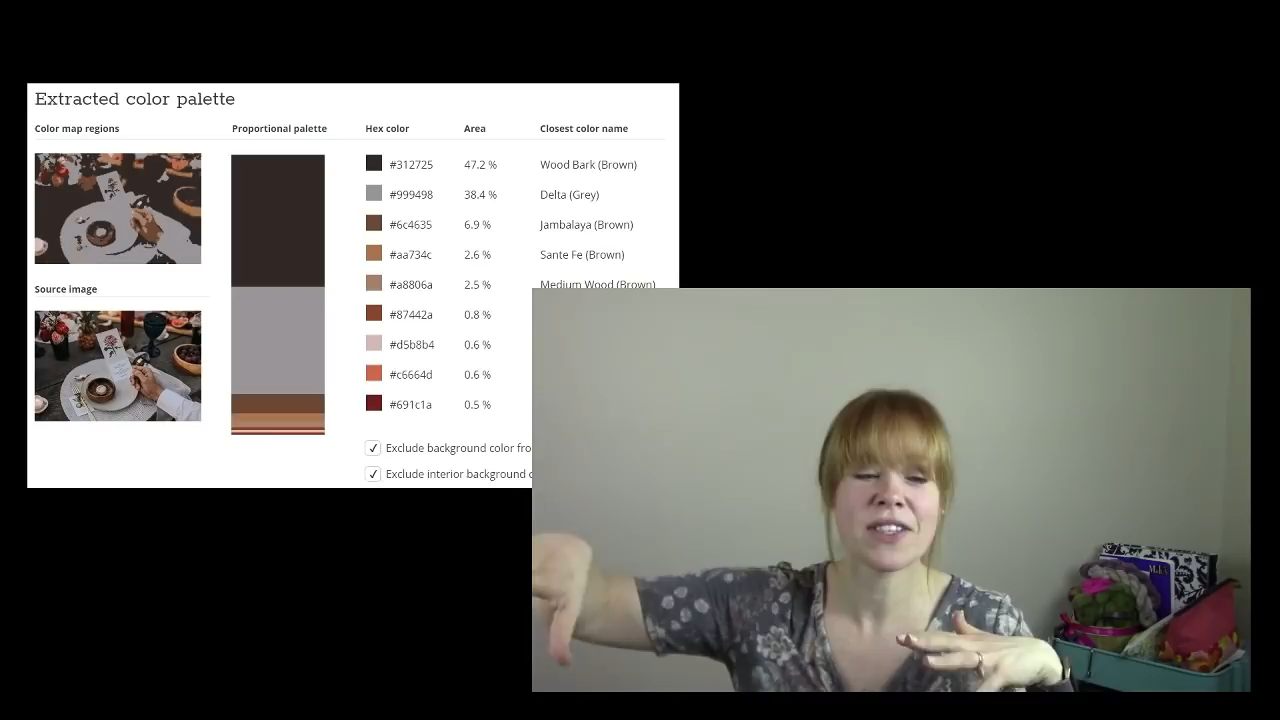 Extracted color palette
Color map regions Proportional palette Hex color Area Closest color name
#312725 47.2 % Wood Bark (Brown)
#999498 38.4 % Delta (Grey)
#6c4635 6.9 % Jambalaya (Brown)
#aa734c 2.6 % Sante Fe (Brown)
#a8806a 2.5 % Medium Wood (Brown)
Source image
#87442a 0.8 %
#d5b8b4 0.6 %
#c6664d 0.6 %
#691c1a 0.5 %
Exclude background color fro
Exclude interior background